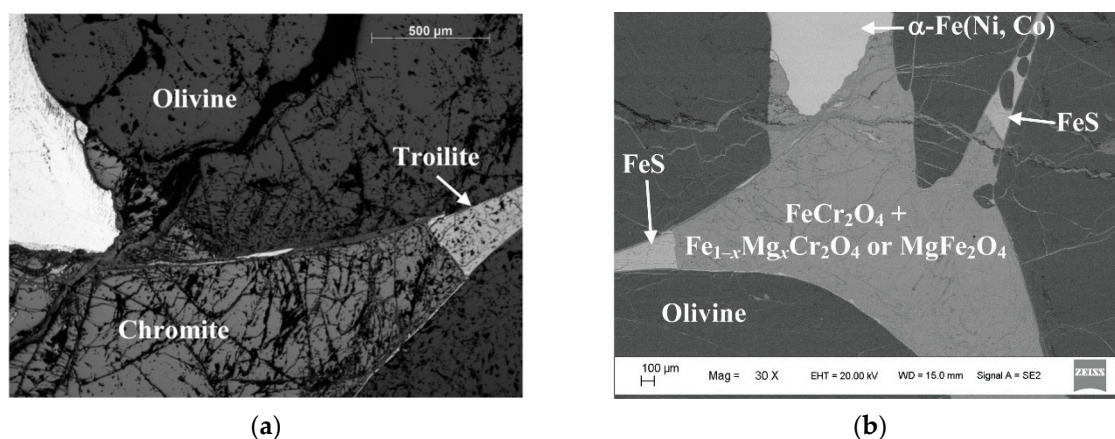 500 µm
Olivine
Troilite
Chromite
(a)
α-Fe(Ni, Co)
FeS
FeS
FeCr₂O₄ +
Fe₁₋ₓMgₓCr₂O₄ or MgFe₂O₄
Olivine
100 µm Mag = 30 X EHT = 20.00 kV WD = 15.0 mm Signal A = SE2 ZEISS
(b)